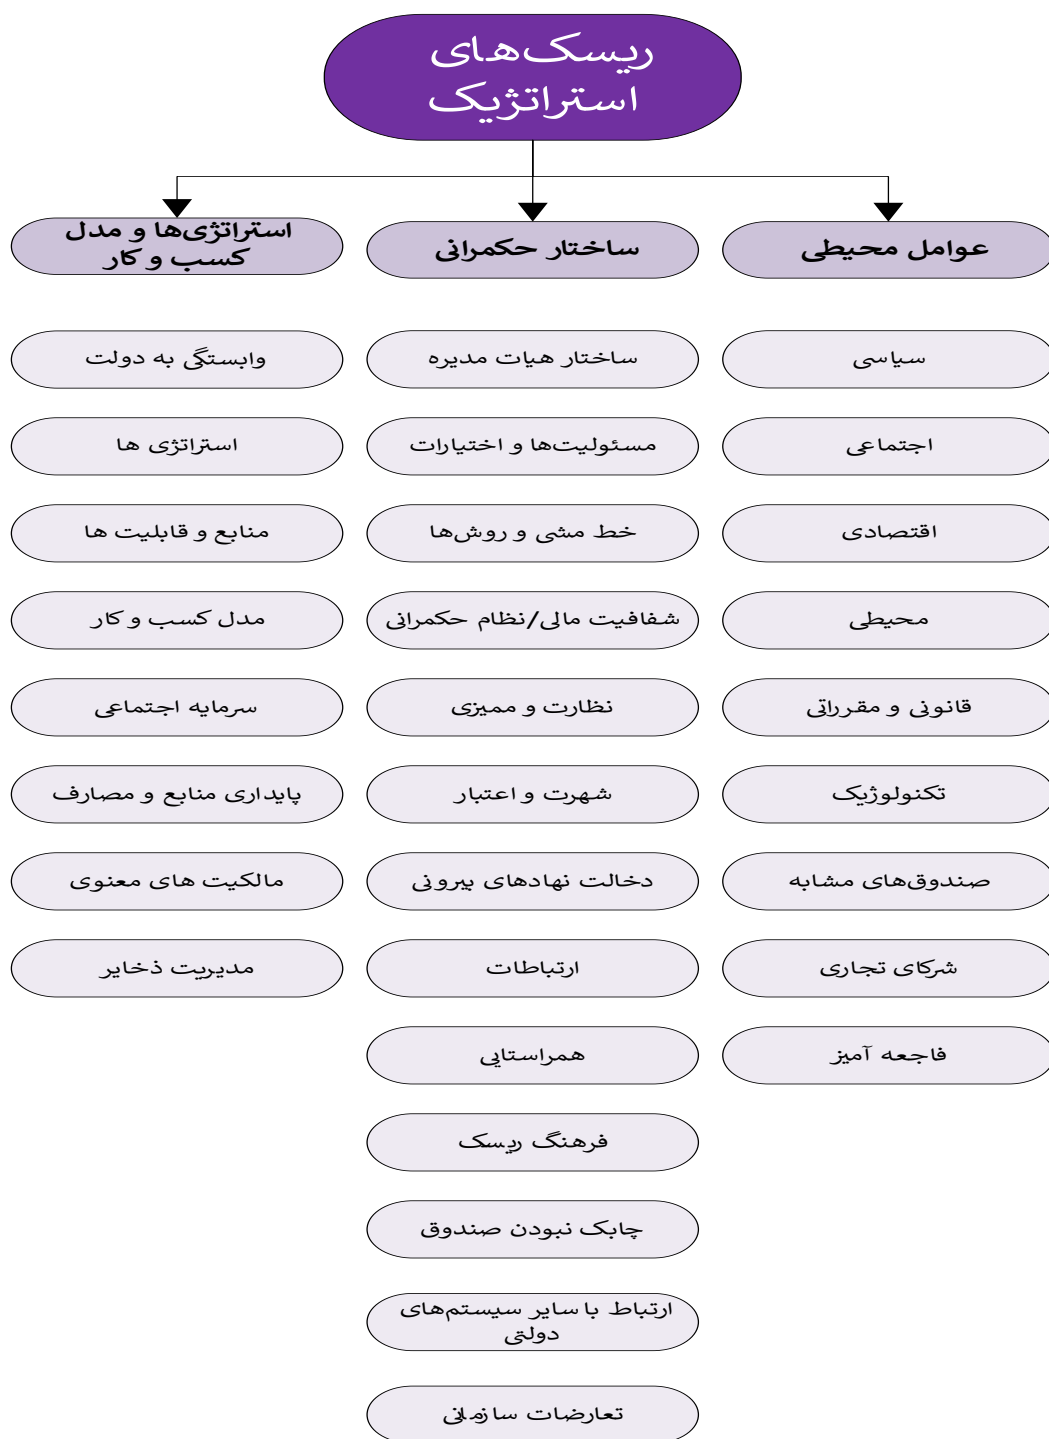 ریسک‌های
استراتژیک
عوامل محیطی
ساختار حکمرانی
استراتژی‌ها و مدل
کسب و کار
سیاسی
ساختار هیات مدیره
وابستگی به دولت
اجتماعی
مسئولیت‌ها و اختیارات
استراتژی ها
اقتصادی
خط مشی و روش‌ها
منابع و قابلیت ها
محیطی
شفافیت مالی/نظام حکمرانی
مدل کسب و کار
قانونی و مقرراتی
نظارت و ممیزی
سرمایه اجتماعی
تکنولوژیک
شهرت و اعتبار
پایداری منابع و مصارف
صندوق‌های مشابه
دخالت نهادهای بیرونی
مالکیت های معنوی
شرکای تجاری
ارتباطات
مدیریت ذخایر
فاجعه آمیز
همراستایی
فرهنگ ریسک
چابک نبودن صندوق
ارتباط با سایر سیستم‌های
دولتی
تعارضات سازمانی